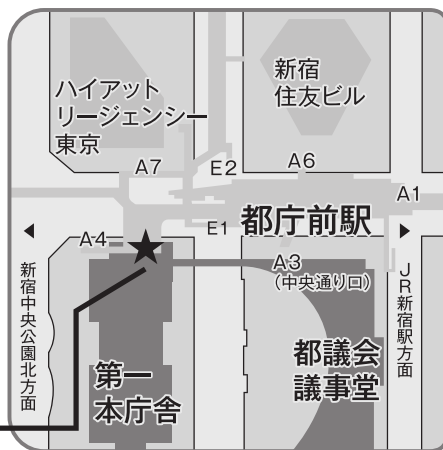 ハイアット
リージェンシー
東京
新宿
住友ビル
A7
E2
A6
A1
A4
E1
都庁前駅
A3
(中央通り口)
新宿中央公園北方面
JR新宿駅方面
第一
本庁舎
都議会
議事堂